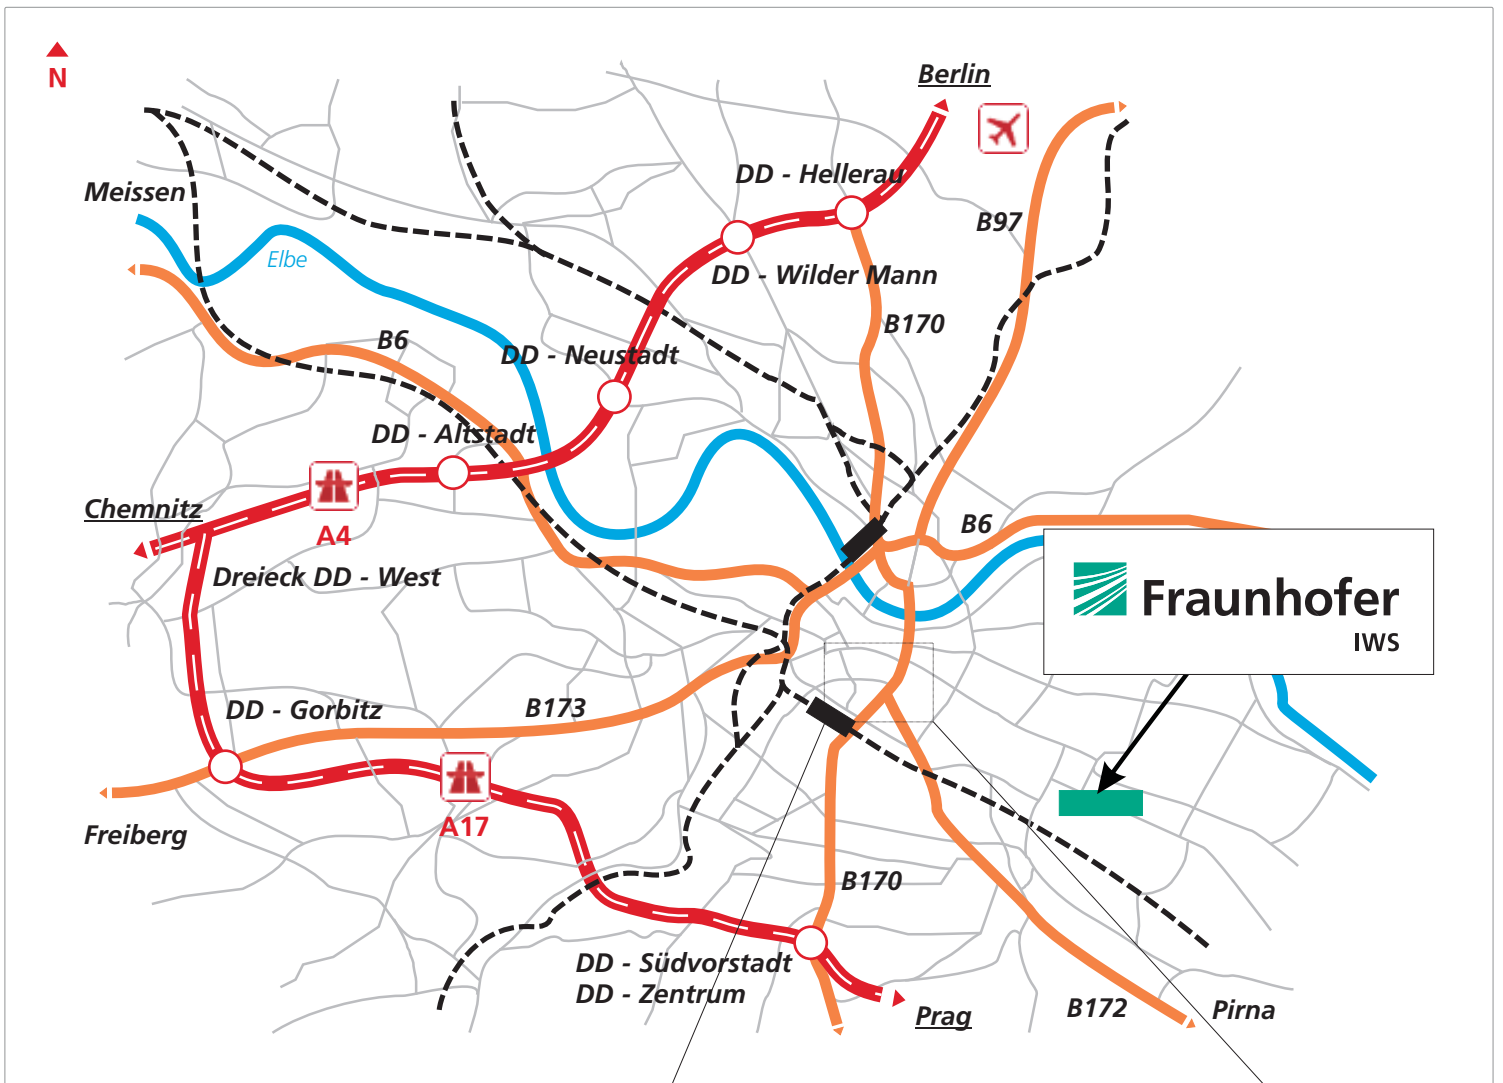 Berlin
N
DD - Hellerau
Meissen
B97
Elbe
DD - Wilder Mann
B170
B6
DD - Neustadt
DD - Altstadt
Chemnitz
B6
A4
Dreieck DD - West
Fraunhofer
IWS
DD - Gorbitz
B173
A17
Freiberg
B170
DD - Südvorstadt
DD - Zentrum
Prag
B172
Pirna